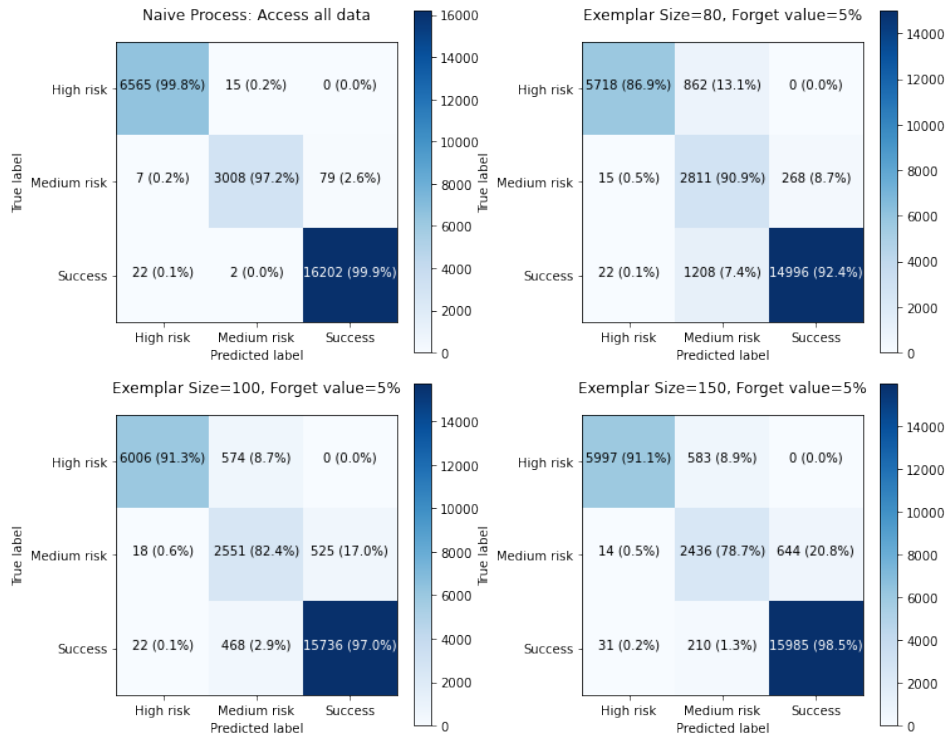 Naive Process: Access all data
True label
High risk
Medium risk
Success
6565 (99.8%) 15 (0.2%) 0 (0.0%)
7 (0.2%) 3008 (97.2%) 79 (2.6%)
22 (0.1%) 2 (0.0%) 16202 (99.9%)
High risk Medium risk Success
Predicted label
16000
14000
12000
10000
8000
6000
4000
2000
0
Exemplar Size=80, Forget value=5%
True label
High risk
Medium risk
Success
5718 (86.9%) 862 (13.1%) 0 (0.0%)
15 (0.5%) 2811 (90.9%) 268 (8.7%)
22 (0.1%) 1208 (7.4%) 14996 (92.4%)
High risk Medium risk Success
Predicted label
14000
12000
10000
8000
6000
4000
2000
0
Exemplar Size=100, Forget value=5%
True label
High risk
Medium risk
Success
6006 (91.3%) 574 (8.7%) 0 (0.0%)
18 (0.6%) 2551 (82.4%) 525 (17.0%)
22 (0.1%) 468 (2.9%) 15736 (97.0%)
High risk Medium risk Success
Predicted label
14000
12000
10000
8000
6000
4000
2000
0
Exemplar Size=150, Forget value=5%
True label
High risk
Medium risk
Success
5997 (91.1%) 583 (8.9%) 0 (0.0%)
14 (0.5%) 2436 (78.7%) 644 (20.8%)
31 (0.2%) 210 (1.3%) 15985 (98.5%)
High risk Medium risk Success
Predicted label
14000
12000
10000
8000
6000
4000
2000
0